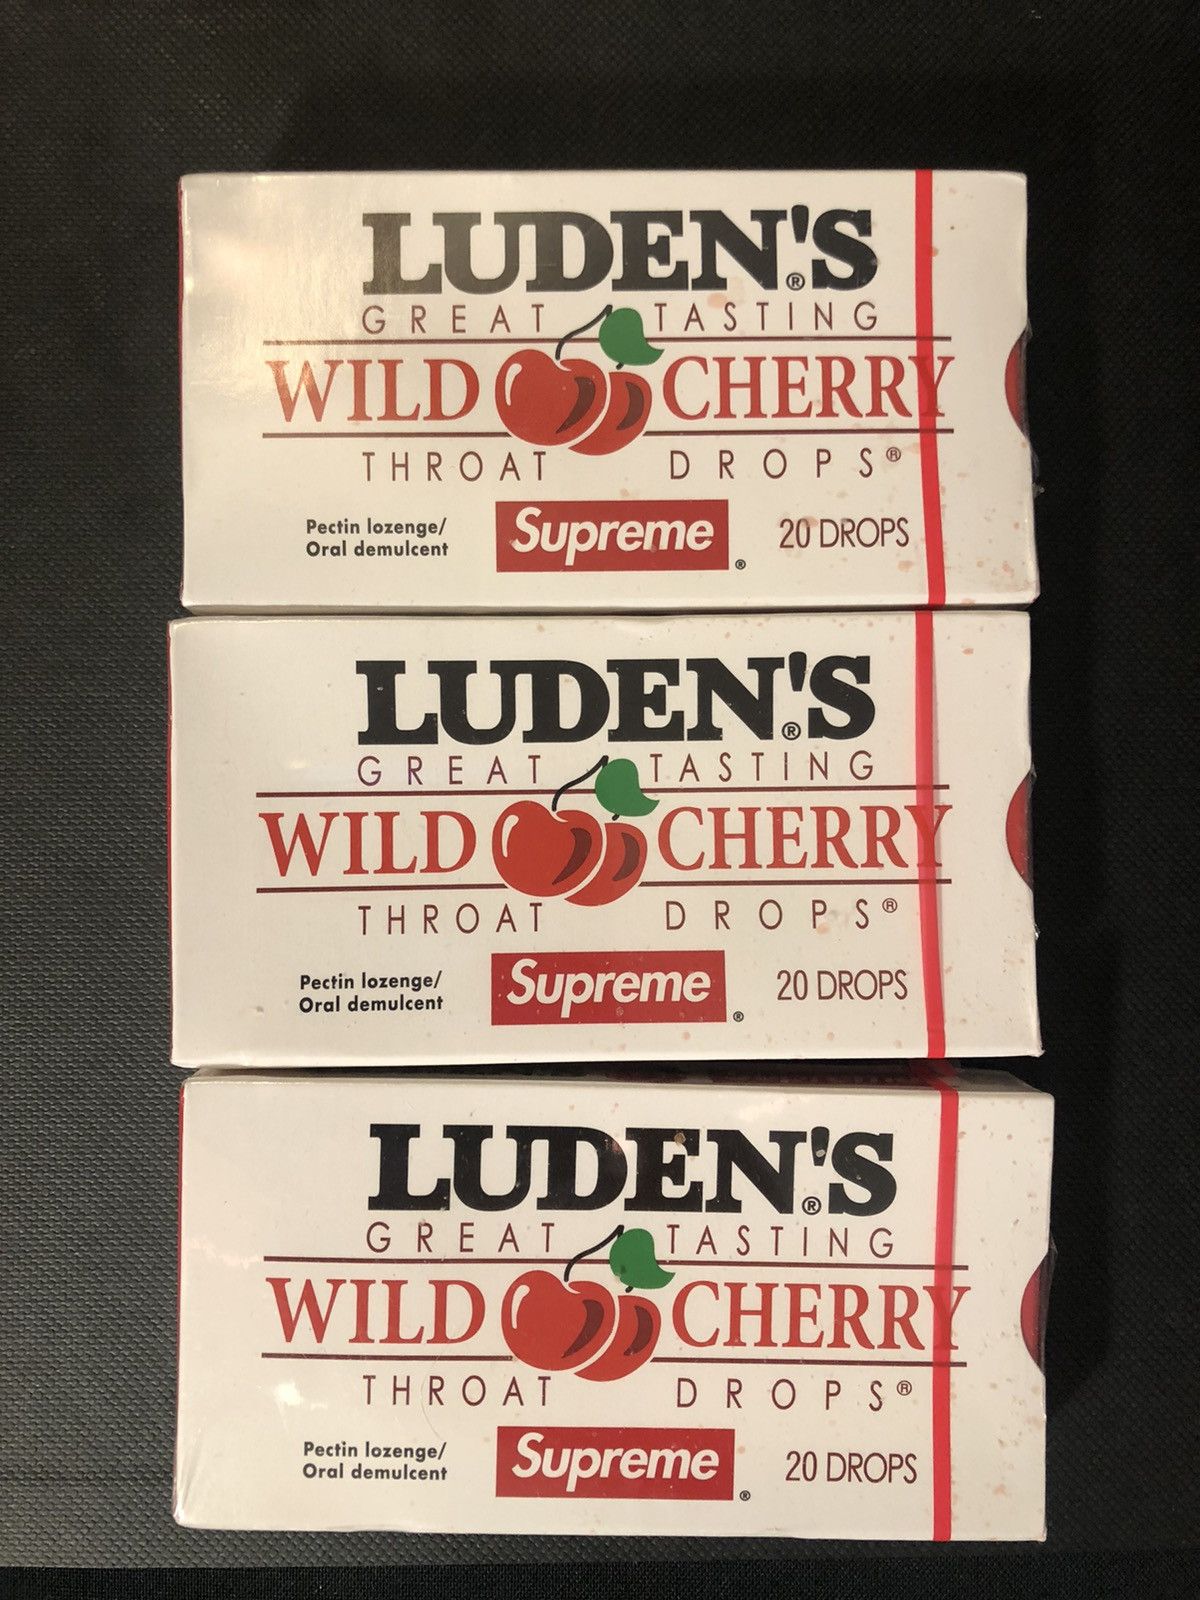 LUDEN'S®
GREAT TASTING
WILD CHERRY
THROAT DROPS®
Pectin lozenge/
Oral demulcent
Supreme®
20 DROPS
LUDEN'S®
GREAT TASTING
WILD CHERRY
THROAT DROPS®
Pectin lozenge/
Oral demulcent
Supreme®
20 DROPS
LUDEN'S®
GREAT TASTING
WILD CHERRY
THROAT DROPS®
Pectin lozenge/
Oral demulcent
Supreme®
20 DROPS